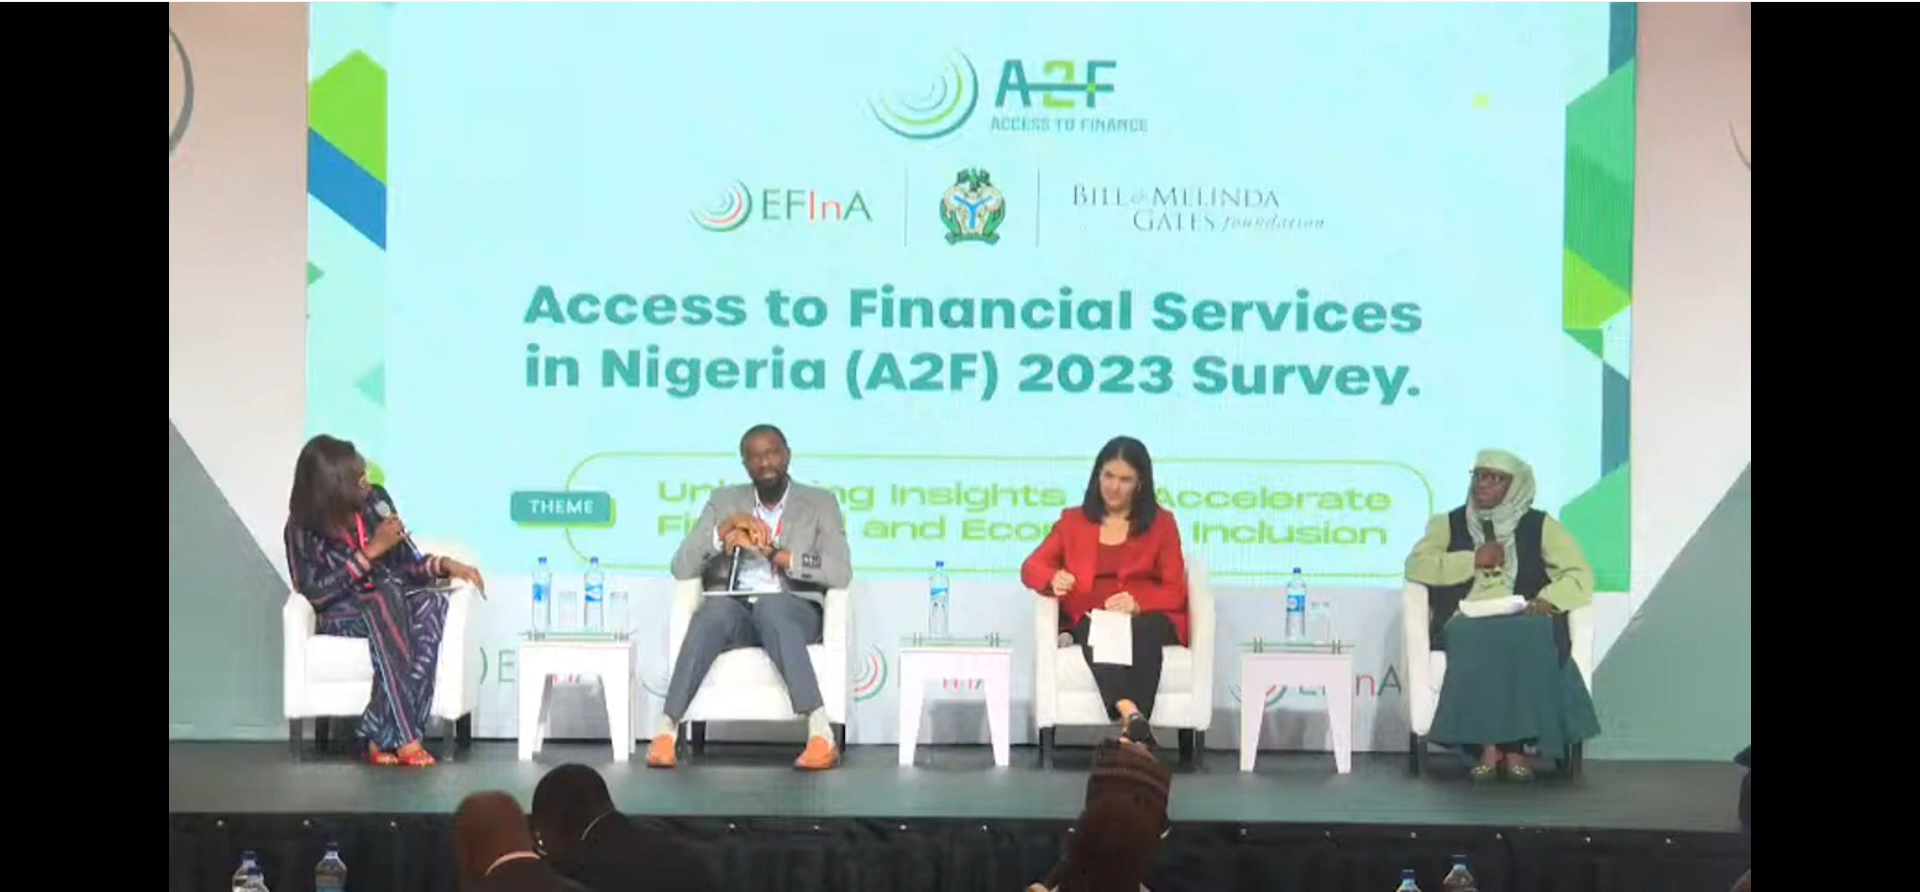 A2F
ACCESS TO FINANCE
EFInA
BILL & MELINDA
GATES foundation
Access to Financial Services
in Nigeria (A2F) 2023 Survey.
THEME
Insights Accelerate
and Inclusion
EFInA